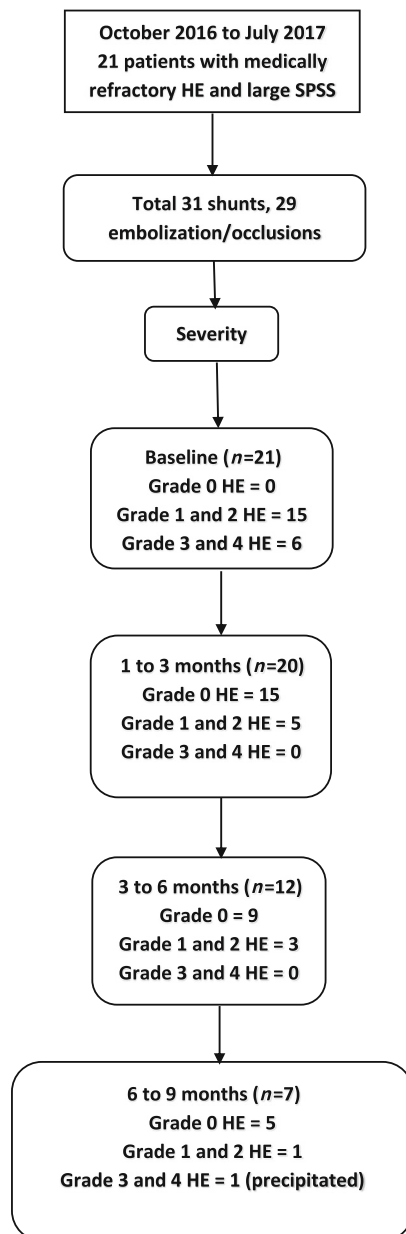 October 2016 to July 2017
21 patients with medically
refractory HE and large SPSS
Total 31 shunts, 29
embolization/occlusions
Severity
Baseline (n=21)
Grade 0 HE = 0
Grade 1 and 2 HE = 15
Grade 3 and 4 HE = 6
1 to 3 months (n=20)
Grade 0 HE = 15
Grade 1 and 2 HE = 5
Grade 3 and 4 HE = 0
3 to 6 months (n=12)
Grade 0 = 9
Grade 1 and 2 HE = 3
Grade 3 and 4 HE = 0
6 to 9 months (n=7)
Grade 0 HE = 5
Grade 1 and 2 HE = 1
Grade 3 and 4 HE = 1 (precipitated)